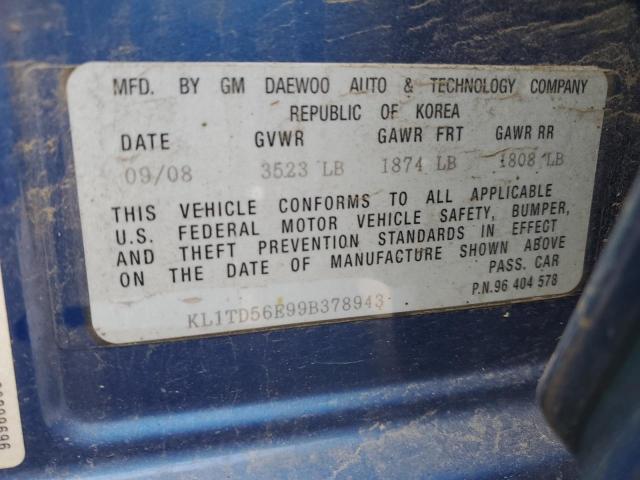 MFD. BY GM DAEWOO AUTO & TECHNOLOGY COMPANY
REPUBLIC OF KOREA
DATE GVWR GAWR FRT GAWR RR
09/08 3523 LB 1874 LB 1808 LB
THIS VEHICLE CONFORMS TO ALL APPLICABLE
U.S. FEDERAL MOTOR VEHICLE SAFETY, BUMPER,
AND THEFT PREVENTION STANDARDS IN EFFECT
ON THE DATE OF MANUFACTURE SHOWN ABOVE
PASS. CAR
P.N.96 404 578
KL1TD56E99B378943